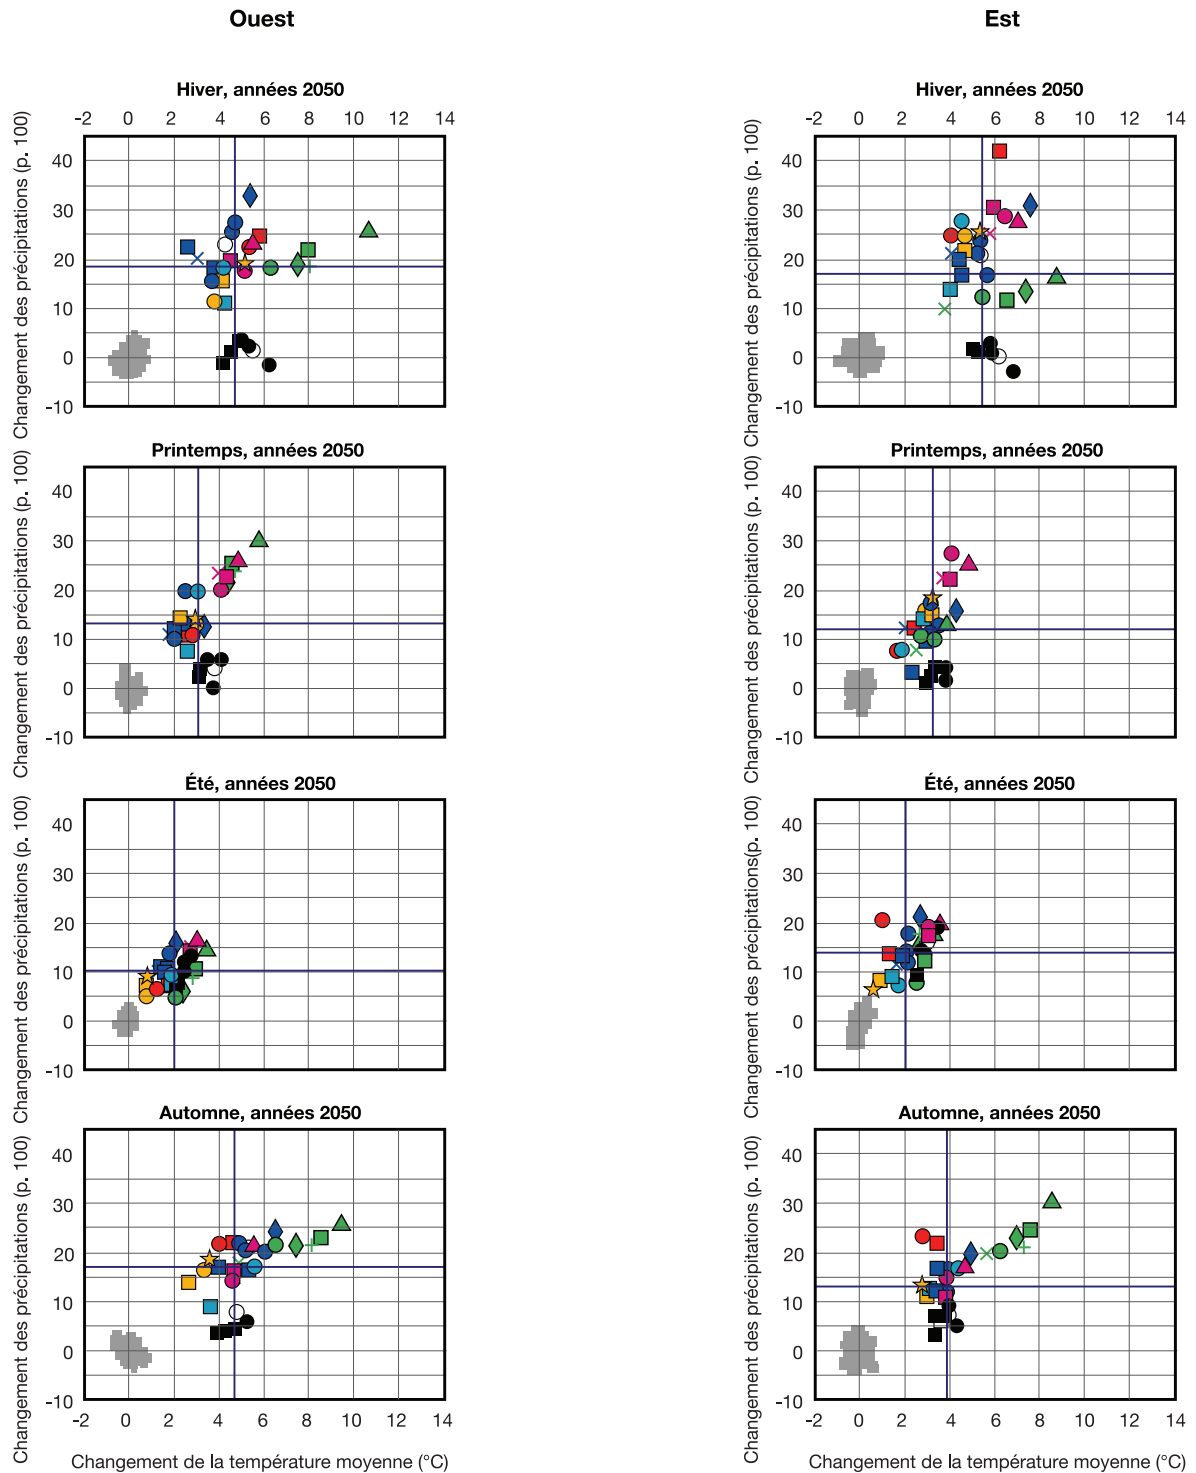 Ouest
Est
Hiver, années 2050
-2 0 2 4 6 8 10 12 14
Changement des précipitations (p. 100)
40
30
20
10
0
-10
Hiver, années 2050
-2 0 2 4 6 8 10 12 14
Changement des précipitations (p. 100)
40
30
20
10
0
-10
Printemps, années 2050
Changement des précipitations (p. 100)
40
30
20
10
0
-10
Printemps, années 2050
Changement des précipitations (p. 100)
40
30
20
10
0
-10
Été, années 2050
Changement des précipitations (p. 100)
40
30
20
10
0
-10
Été, années 2050
Changement des précipitations(p. 100)
40
30
20
10
0
-10
Automne, années 2050
Changement des précipitations (p. 100)
40
30
20
10
0
-10
-2 0 2 4 6 8 10 12 14
Changement de la température moyenne (°C)
Automne, années 2050
Changement des précipitations (p. 100)
40
30
20
10
0
-10
-2 0 2 4 6 8 10 12 14
Changement de la température moyenne (°C)